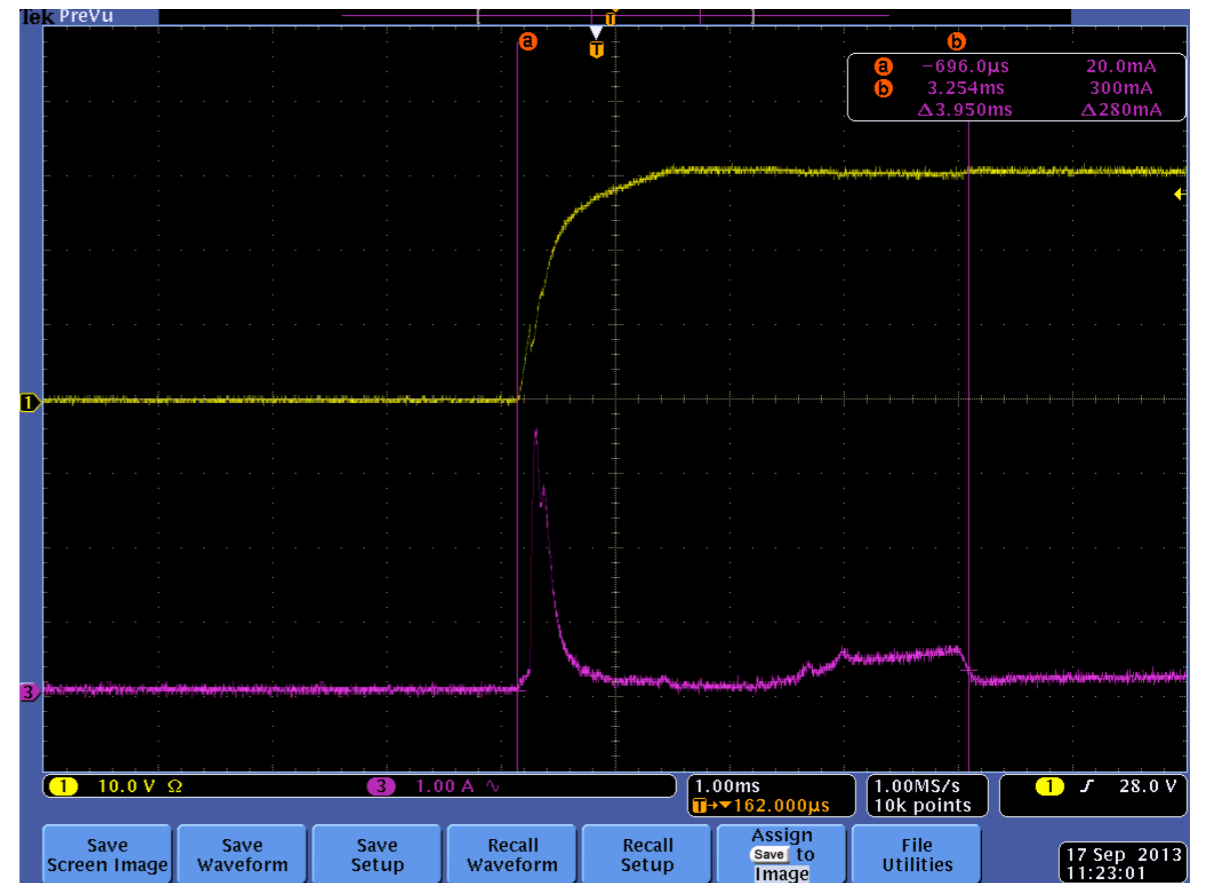 Tek PreVu
T
a
b
T
a −696.0µs 20.0mA
b 3.254ms 300mA
Δ3.950ms Δ280mA
1
3
1 10.0 V Ω
3 1.00 A ∿
1.00ms
T→▼162.000µs
1.00MS/s
10k points
1 28.0 V
Save
Screen Image
Save
Waveform
Save
Setup
Recall
Waveform
Recall
Setup
Assign
Save to
Image
File
Utilities
17 Sep 2013
11:23:01